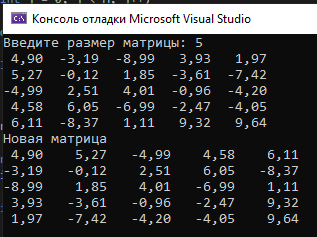 Консоль отладки Microsoft Visual Studio
Введите размер матрицы: 5
4,90 -3,19 -8,99 3,93 1,97
5,27 -0,12 1,85 -3,61 -7,42
-4,99 2,51 4,01 -0,96 -4,20
4,58 6,05 -6,99 -2,47 -4,05
6,11 -8,37 1,11 9,32 9,64
Новая матрица
4,90 5,27 -4,99 4,58 6,11
-3,19 -0,12 2,51 6,05 -8,37
-8,99 1,85 4,01 -6,99 1,11
3,93 -3,61 -0,96 -2,47 9,32
1,97 -7,42 -4,20 -4,05 9,64